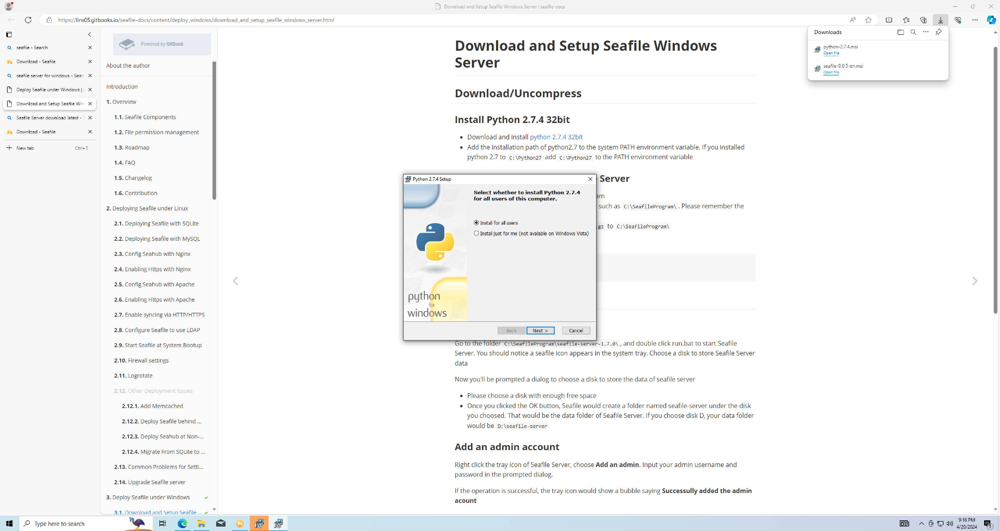 Download and Setup Seafile Windows Server | seafile-docs
https://lins05.gitbooks.io/seafile-docs/content/deploy_windows/download_and_setup_seafile_windows_server.html
seafile - Search
Download - Seafile
seafile server for windows - Sear
Deploy Seafile under Windows |
Download and Setup Seafile Win
Seafile Server download latest -
Download - Seafile
New tab Ctrl+T
Powered by GitBook
About the author
Introduction
1. Overview
1.1. Seafile Components
1.2. File permission management
1.3. Roadmap
1.4. FAQ
1.5. Changelog
1.6. Contribution
2. Deploying Seafile under Linux
2.1. Deploying Seafile with SQLite
2.2. Deploying Seafile with MySQL
2.3. Config Seahub with Nginx
2.4. Enabling Https with Nginx
2.5. Config Seahub with Apache
2.6. Enabling Https with Apache
2.7. Enable syncing via HTTP/HTTPS
2.8. Configure Seafile to use LDAP
2.9. Start Seafile at System Bootup
2.10. Firewall settings
2.11. Logrotate
2.12. Other Deployment Issues
2.12.1. Add Memcached
2.12.2. Deploy Seafile behind ...
2.12.3. Deploy Seahub at Non-...
2.12.4. Migrate From SQLite to ...
2.13. Common Problems for Setti...
2.14. Upgrade Seafile server
3. Deploy Seafile under Windows
3.1. Download and Setup Seafile ...
Download and Setup Seafile Windows
Server
Download/Uncompress
Install Python 2.7.4 32bit
• Download and install python 2.7.4 32bit
• Add the installation path of python2.7 to the system PATH environment variable. If you installed
python 2.7 to C:\Python27 add C:\Python27 to the PATH environment variable
Server
am
such as C:\SeafileProgram\ . Please remember the
.gz to C:\SeafileProgram\
Python 2.7.4 Setup
Select whether to install Python 2.7.4
for all users of this computer.
Install for all users
Install just for me (not available on Windows Vista)
python
for
windows
Back
Next >
Cancel
Go to the folder C:\SeafileProgram\seafile-server-1.7.0\ , and double click run.bat to start Seafile
Server. You should notice a seafile icon appears in the system tray. Choose a disk to store Seafile Server
data
Now you'll be prompted a dialog to choose a disk to store the data of seafile server
• Please choose a disk with enough free space
• Once you clicked the OK button, Seafile would create a folder named seafile-server under the disk
you choosed. That would be the data folder of Seafile Server. If you choose disk D, your data folder
would be D:\seafile-server
Add an admin account
Right click the tray icon of Seafile Server, choose Add an admin. Input your admin username and
password in the prompted dialog.
If the operation is successful, the tray icon would show a bubble saying Successully added the admin
acount
Downloads
python-2.7.4.msi
Open file
seafile-9.0.5-en.msi
Open file
Type here to search
9:16 PM
4/20/2024
1